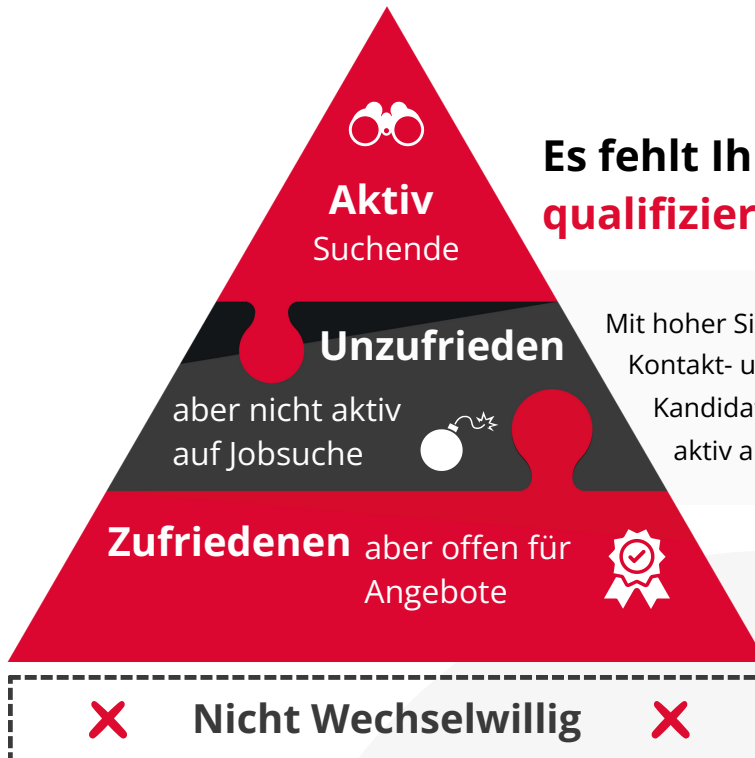 Aktiv
Suchende
Es fehlt Ih
qualifizier
Unzufrieden
aber nicht aktiv
auf Jobsuche
Mit hoher Si
Kontakt- u
Kandida
aktiv a
Zufriedenen aber offen für
Angebote
Nicht Wechselwillig